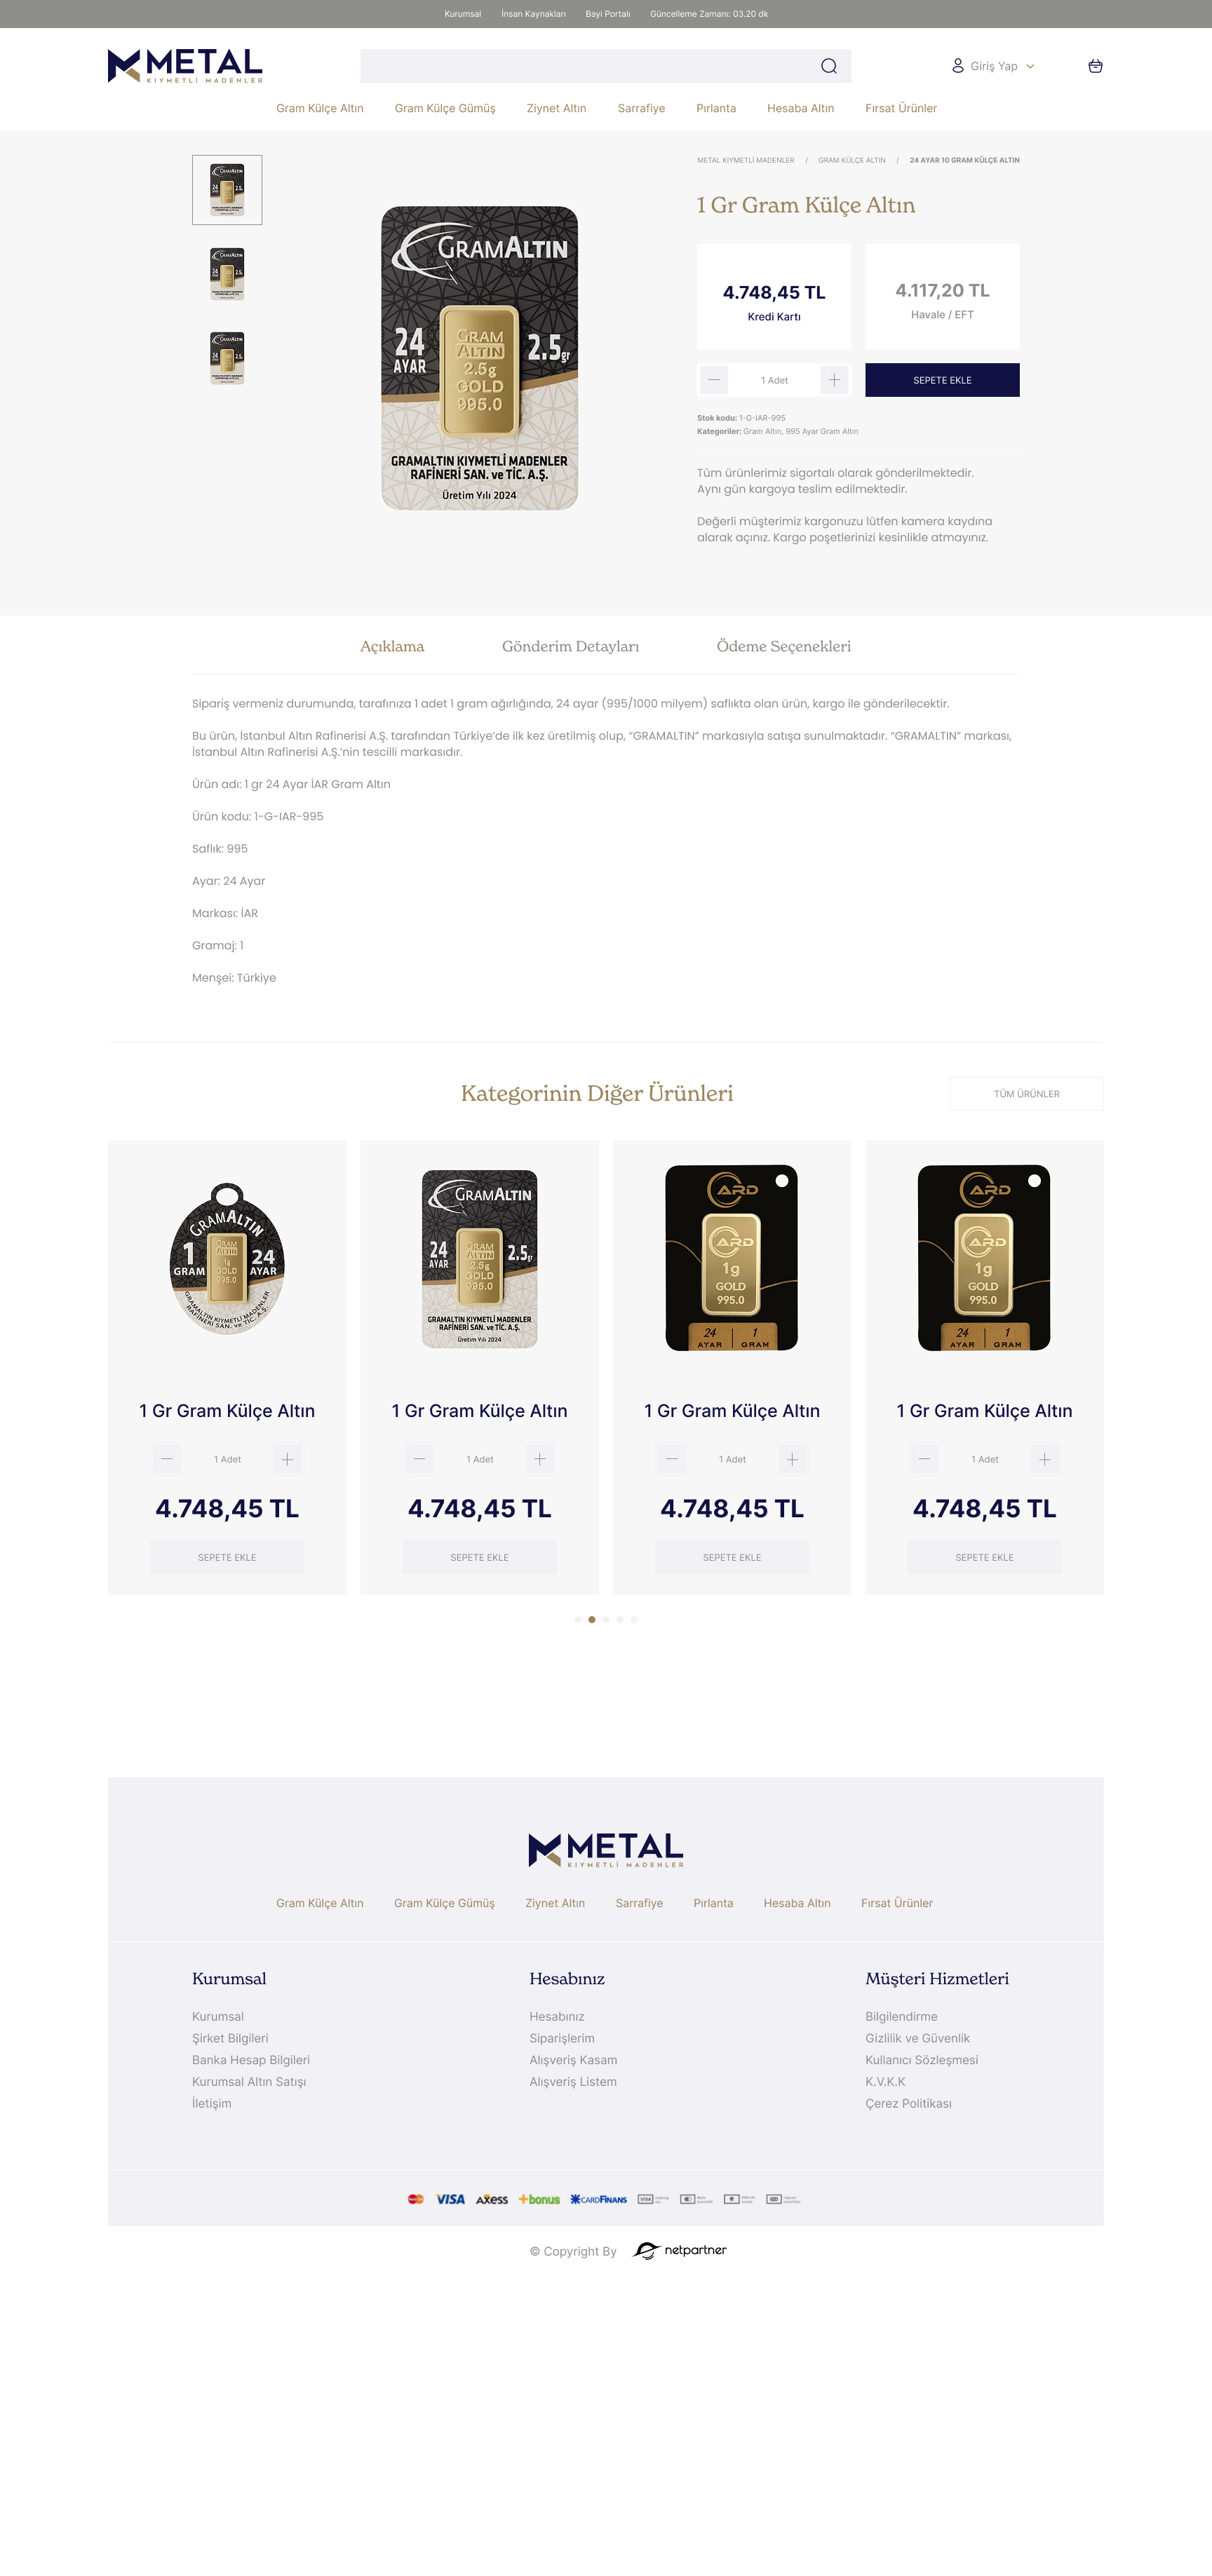 Kurumsal İnsan Kaynakları Bayi Portalı Güncelleme Zamanı: 03.20 dk
METAL
KIYMETLİ MADENLER
Giriş Yap
Gram Külçe Altın Gram Külçe Gümüş Ziynet Altın Sarrafiye Pırlanta Hesaba Altın Fırsat Ürünler
METAL KIYMETLİ MADENLER / GRAM KÜLÇE ALTIN / 24 AYAR 10 GRAM KÜLÇE ALTIN
GRAMALTIN
24
AYAR
2.5gr
GRAM
ALTIN
2.5g
GOLD
995.0
GRAMALTIN KIYMETLİ MADENLER
RAFİNERİ SAN. ve TİC. A.Ş.
Üretim Yılı 2024
1 Gr Gram Külçe Altın
4.748,45 TL
Kredi Kartı
4.117,20 TL
Havale / EFT
1 Adet
SEPETE EKLE
Stok kodu: 1-G-IAR-995
Kategoriler: Gram Altın, 995 Ayar Gram Altın
Tüm ürünlerimiz sigortalı olarak gönderilmektedir.
Aynı gün kargoya teslim edilmektedir.
Değerli müşterimiz kargonuzu lütfen kamera kaydına
alarak açınız. Kargo poşetlerinizi kesinlikle atmayınız.
Açıklama Gönderim Detayları Ödeme Seçenekleri
Sipariş vermeniz durumunda, tarafınıza 1 adet 1 gram ağırlığında, 24 ayar (995/1000 milyem) saflıkta olan ürün, kargo ile gönderilecektir.
Bu ürün, İstanbul Altın Rafinerisi A.Ş. tarafından Türkiye’de ilk kez üretilmiş olup, “GRAMALTIN” markasıyla satışa sunulmaktadır. “GRAMALTIN” markası,
İstanbul Altın Rafinerisi A.Ş.’nin tescilli markasıdır.
Ürün adı: 1 gr 24 Ayar İAR Gram Altın
Ürün kodu: 1-G-IAR-995
Saflık: 995
Ayar: 24 Ayar
Markası: İAR
Gramaj: 1
Menşei: Türkiye
Kategorinin Diğer Ürünleri
TÜM ÜRÜNLER
GRAMALTIN
1
GRAM
24
AYAR
GRAM
ALTIN
1g
GOLD
995.0
GRAMALTIN KIYMETLİ MADENLER
RAFİNERİ SAN. ve TİC. A.Ş.
1 Gr Gram Külçe Altın
1 Adet
4.748,45 TL
SEPETE EKLE
GRAMALTIN
24
AYAR
2.5gr
GRAM
ALTIN
2.5g
GOLD
995.0
GRAMALTIN KIYMETLİ MADENLER
RAFİNERİ SAN. ve TİC. A.Ş.
Üretim Yılı 2024
1 Gr Gram Külçe Altın
1 Adet
4.748,45 TL
SEPETE EKLE
CARD
CARD
1g
GOLD
995.0
24 AYAR
1 GRAM
1 Gr Gram Külçe Altın
1 Adet
4.748,45 TL
SEPETE EKLE
CARD
CARD
1g
GOLD
995.0
24 AYAR
1 GRAM
1 Gr Gram Külçe Altın
1 Adet
4.748,45 TL
SEPETE EKLE
METAL
KIYMETLİ MADENLER
Gram Külçe Altın Gram Külçe Gümüş Ziynet Altın Sarrafiye Pırlanta Hesaba Altın Fırsat Ürünler
Kurumsal
Kurumsal
Şirket Bilgileri
Banka Hesap Bilgileri
Kurumsal Altın Satışı
İletişim
Hesabınız
Hesabınız
Siparişlerim
Alışveriş Kasam
Alışveriş Listem
Müşteri Hizmetleri
Bilgilendirme
Gizlilik ve Güvenlik
Kullanıcı Sözleşmesi
K.V.K.K
Çerez Politikası
VISA axess bonus CARDFINANS
© Copyright By netpartner